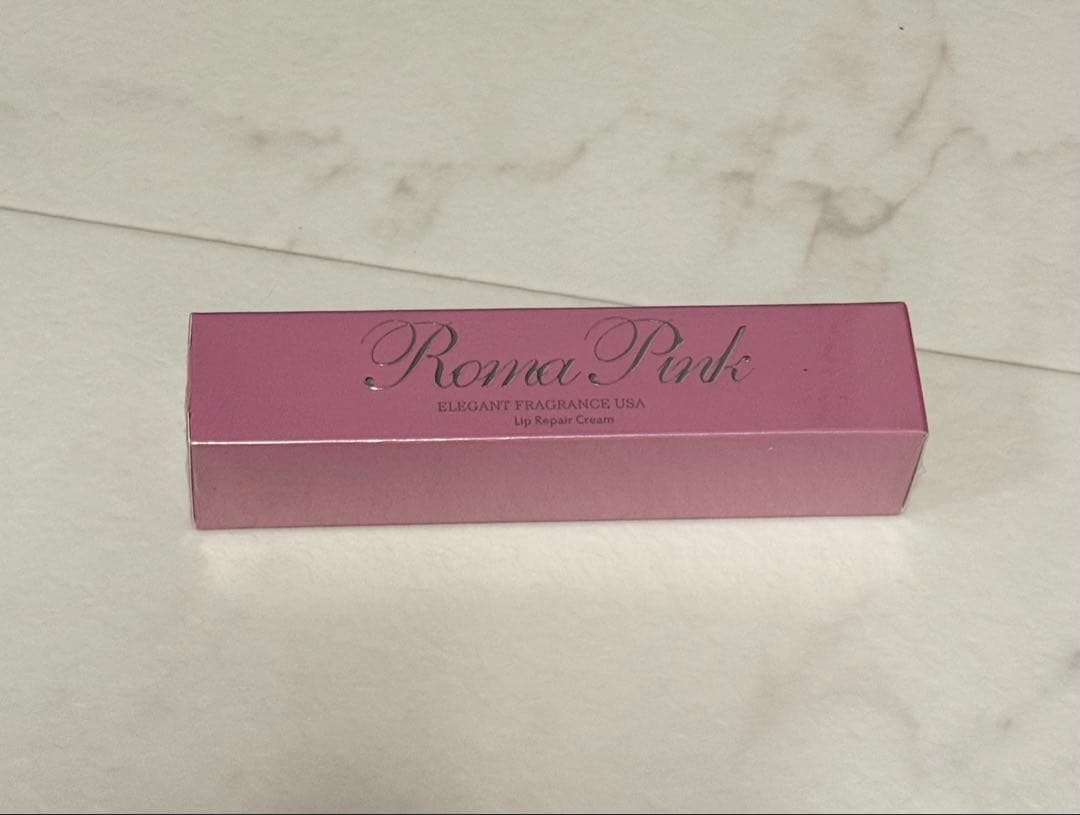 Roma Pink
ELEGANT FRAGRANCE USA
Lip Repair Cream